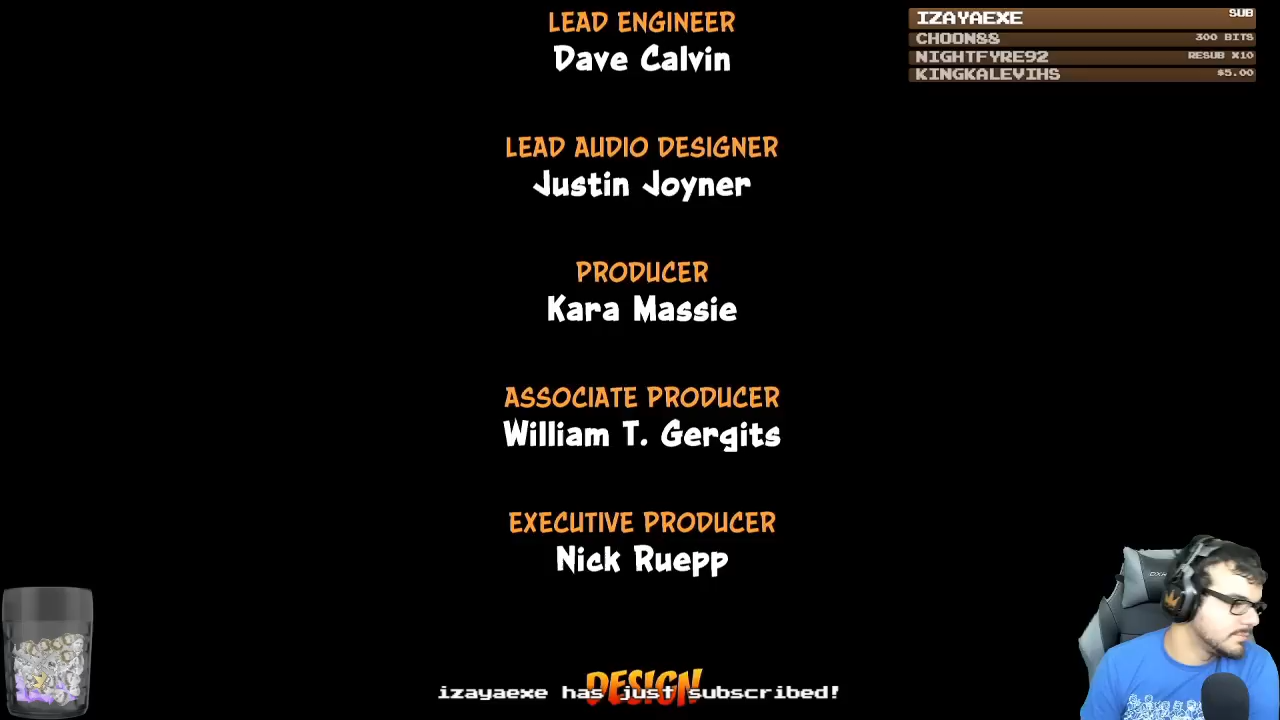 LEAD ENGINEER
Dave Calvin
LEAD AUDIO DESIGNER
Justin Joyner
PRODUCER
Kara Massie
ASSOCIATE PRODUCER
William T. Gergits
EXECUTIVE PRODUCER
Nick Ruepp
DESIGN
izayaexe has just subscribed!
IZAYAEXE SUB
CHOON88 300 BITS
NIGHTFYRE92 RESUB X10
KINGKALEVIHS $5.00